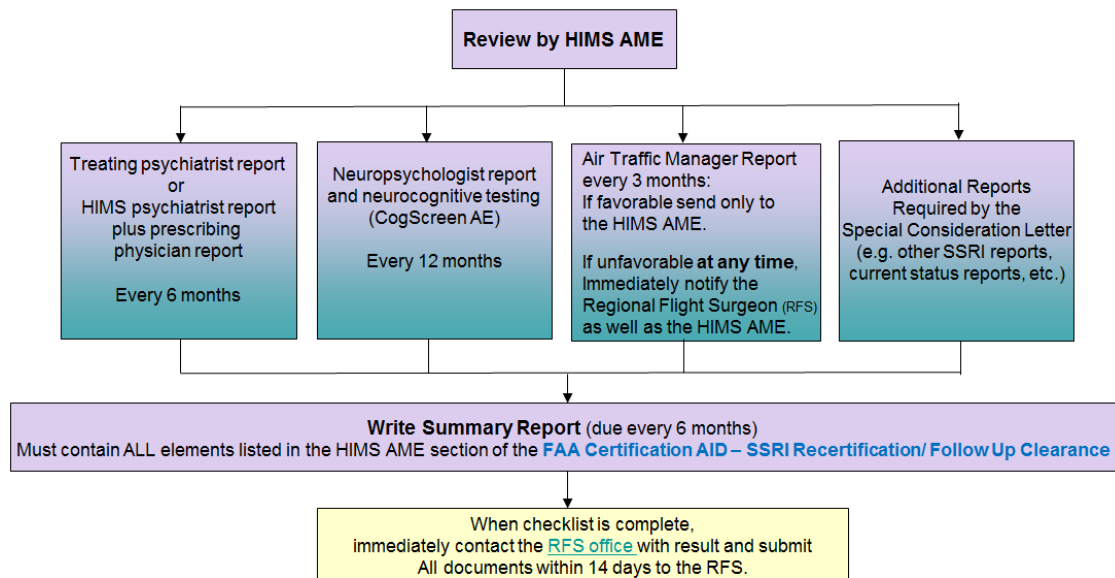 Review by HIMS AME
Treating psychiatrist report
or
HIMS psychiatrist report
plus prescribing
physician report
Every 6 months
Neuropsychologist report
and neurocognitive testing
(CogScreen AE)
Every 12 months
Air Traffic Manager Report
every 3 months:
If favorable send only to
the HIMS AME.
If unfavorable at any time,
Immediately notify the
Regional Flight Surgeon (RFS)
as well as the HIMS AME.
Additional Reports
Required by the
Special Consideration Letter
(e.g. other SSRI reports,
current status reports, etc.)
Write Summary Report (due every 6 months)
Must contain ALL elements listed in the HIMS AME section of the FAA Certification AID – SSRI Recertification/ Follow Up Clearance
When checklist is complete,
immediately contact the RFS office with result and submit
All documents within 14 days to the RFS.